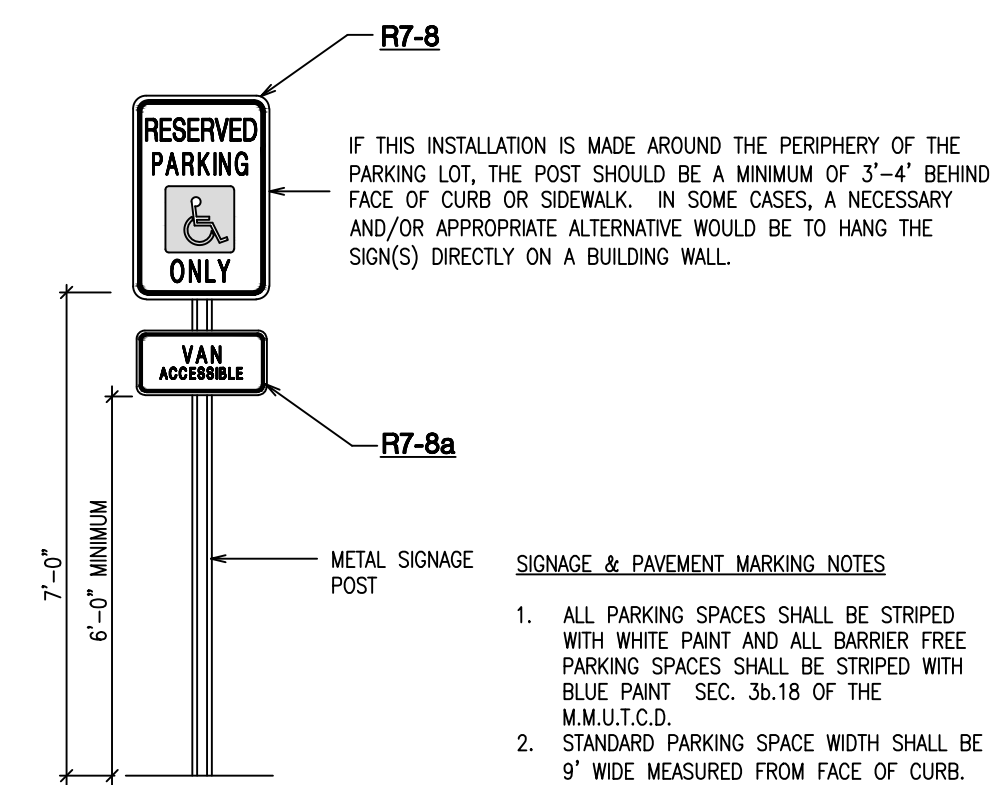 R7-8
RESERVED
PARKING
ONLY
IF THIS INSTALLATION IS MADE AROUND THE PERIPHERY OF THE
PARKING LOT, THE POST SHOULD BE A MINIMUM OF 3'-4' BEHIND
FACE OF CURB OR SIDEWALK. IN SOME CASES, A NECESSARY
AND/OR APPROPRIATE ALTERNATIVE WOULD BE TO HANG THE
SIGN(S) DIRECTLY ON A BUILDING WALL.
VAN
ACCESSIBLE
R7-8a
7'-0"
6'-0" MINIMUM
METAL SIGNAGE
POST
SIGNAGE & PAVEMENT MARKING NOTES
1. ALL PARKING SPACES SHALL BE STRIPED
WITH WHITE PAINT AND ALL BARRIER FREE
PARKING SPACES SHALL BE STRIPED WITH
BLUE PAINT SEC. 3b.18 OF THE
M.M.U.T.C.D.
2. STANDARD PARKING SPACE WIDTH SHALL BE
9' WIDE MEASURED FROM FACE OF CURB.